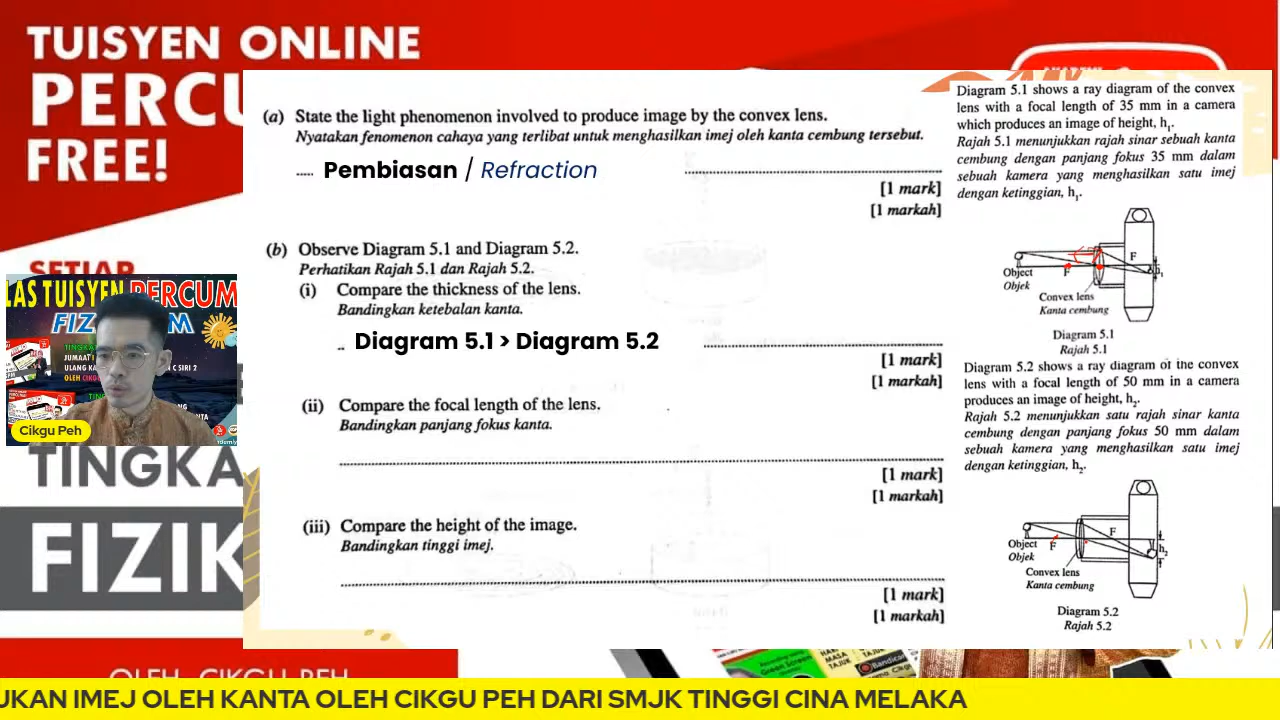 TUISYEN ONLINE
PERCU
FREE!
SETIAP
(a) State the light phenomenon involved to produce image by the convex lens.
Nyatakan fenomenon cahaya yang terlibat untuk menghasilkan imej oleh kanta cembung tersebut.
Pembiasan / Refraction
[1 mark]
[1 markah]
(b) Observe Diagram 5.1 and Diagram 5.2.
Perhatikan Rajah 5.1 dan Rajah 5.2.
(i) Compare the thickness of the lens.
Bandingkan ketebalan kanta.
Diagram 5.1 > Diagram 5.2
[1 mark]
[1 markah]
(ii) Compare the focal length of the lens.
Bandingkan panjang fokus kanta.
[1 mark]
[1 markah]
(iii) Compare the height of the image.
Bandingkan tinggi imej.
[1 mark]
[1 markah]
Diagram 5.1 shows a ray diagram of the convex
lens with a focal length of 35 mm in a camera
which produces an image of height, h₁.
Rajah 5.1 menunjukkan rajah sinar sebuah kanta
cembung dengan panjang fokus 35 mm dalam
sebuah kamera yang menghasilkan satu imej
dengan ketinggian, h₁.
F
Object
Objek
F
h₁
Convex lens
Kanta cembung
Diagram 5.1
Rajah 5.1
Diagram 5.2 shows a ray diagram of the convex
lens with a focal length of 50 mm in a camera
produces an image of height, h₂.
Rajah 5.2 menunjukkan satu rajah sinar kanta
cembung dengan panjang fokus 50 mm dalam
sebuah kamera yang menghasilkan satu imej
dengan ketinggian, h₂.
F
Object
Objek
F
h₂
Convex lens
Kanta cembung
Diagram 5.2
Rajah 5.2
LAS TUISYEN PERCUM
FIZ
M
Cikgu Peh
TINGKA
FIZIK
OLEH CIKGU PEH
UKAN IMEJ OLEH KANTA OLEH CIKGU PEH DARI SMJK TINGGI CINA MELAKA